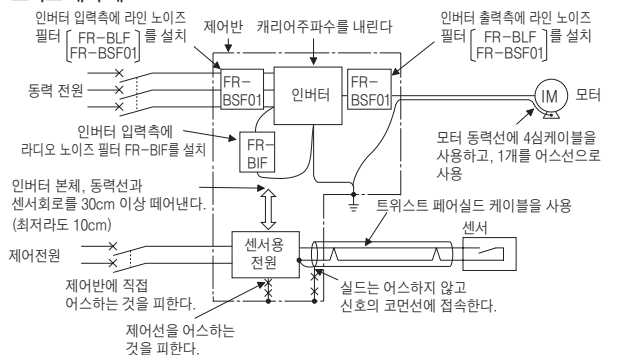 인버터 입력측에 라인 노이즈
필터 [ FR-BLF
FR-BSF01 ] 를 설치
제어반
캐리어주파수를 내린다
인버터 출력측에 라인 노이즈
필터 [ FR-BLF
FR-BSF01 ] 를 설치
동력 전원
FR-
BSF01
인버터
FR-
BSF01
IM
모터
인버터 입력측에
라디오 노이즈 필터 FR-BIF를 설치
FR-
BIF
모터 동력선에 4심케이블을
사용하고, 1개를 어스선으로
사용
인버터 본체, 동력선과
센서회로를 30cm 이상 떼어낸다.
(최저라도 10cm)
트위스트 페어실드 케이블을 사용
센서
제어전원
센서용
전원
제어반에 직접
어스하는 것을 피한다.
실드는 어스하지 않고
신호의 코먼선에 접속한다.
제어선을 어스하는
것을 피한다.